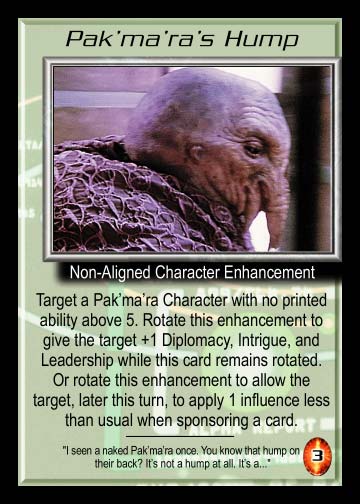 Pak'ma'ra's Hump
Non-Aligned Character Enhancement
Target a Pak'ma'ra Character with no printed
ability above 5. Rotate this enhancement to
give the target +1 Diplomacy, Intrigue, and
Leadership while this card remains rotated.
Or rotate this enhancement to allow the
target, later this turn, to apply 1 influence less
than usual when sponsoring a card.
"I seen a naked Pak'ma'ra once. You know that hump on
their back? It's not a hump at all. It's a..."
3